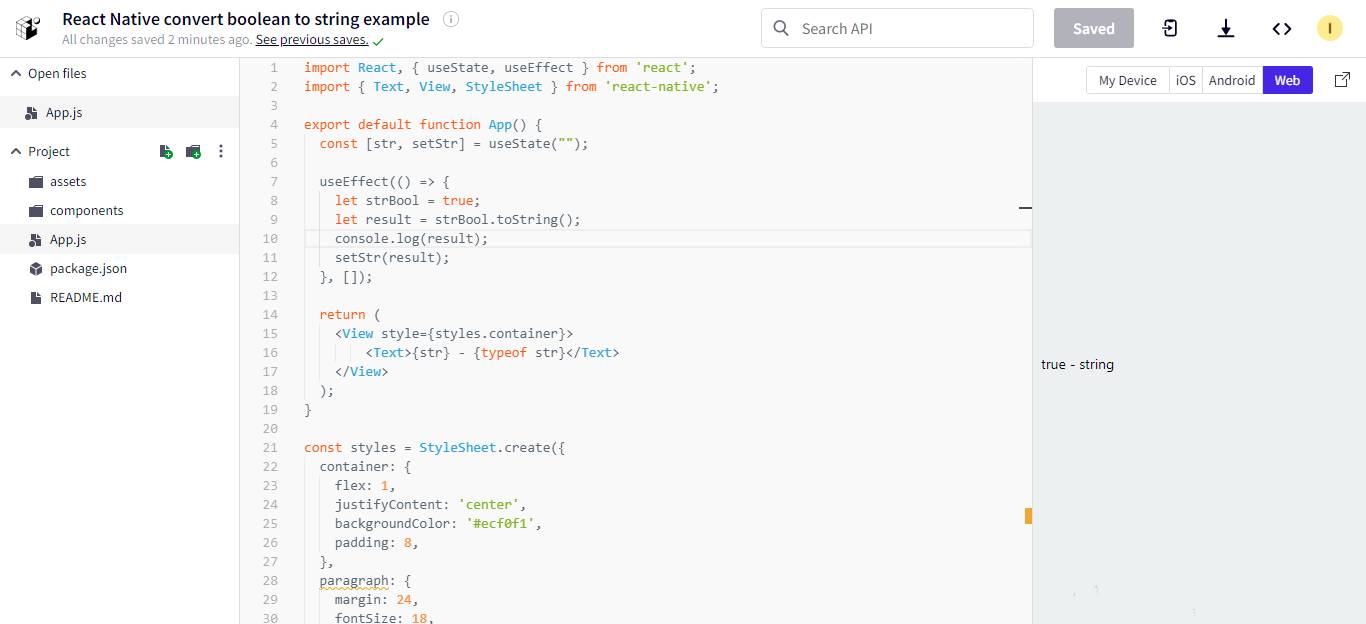 React Native convert boolean to string example
All changes saved 2 minutes ago. See previous saves.
Search API
Saved
I
Open files
App.js
Project
assets
components
App.js
package.json
README.md
1 import React, { useState, useEffect } from 'react';
2 import { Text, View, StyleSheet } from 'react-native';
3
4 export default function App() {
5 const [str, setStr] = useState("");
6
7 useEffect(() => {
8 let strBool = true;
9 let result = strBool.toString();
10 console.log(result);
11 setStr(result);
12 }, []);
13
14 return (
15 <View style={styles.container}>
16 <Text>{str} - {typeof str}</Text>
17 </View>
18 );
19 }
20
21 const styles = StyleSheet.create({
22 container: {
23 flex: 1,
24 justifyContent: 'center',
25 backgroundColor: '#ecf0f1',
26 padding: 8,
27 },
28 paragraph: {
29 margin: 24,
30 fontSize: 18,
My Device iOS Android Web
true - string